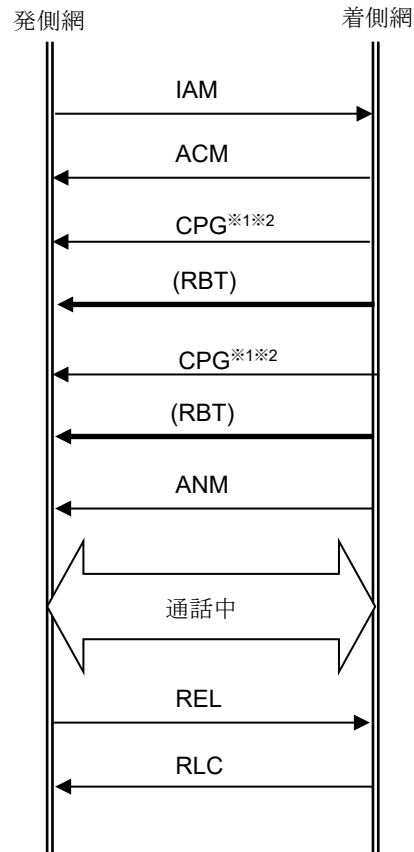 発側網
着側網
IAM
ACM
CPG※1※2
(RBT)
CPG※1※2
(RBT)
ANM
通話中
REL
RLC